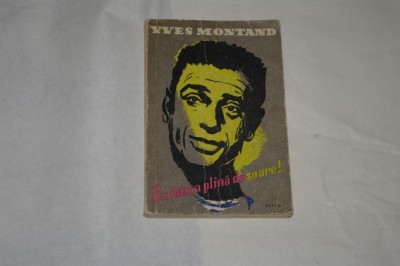 YVES MONTAND
Cu inima plină de soare!